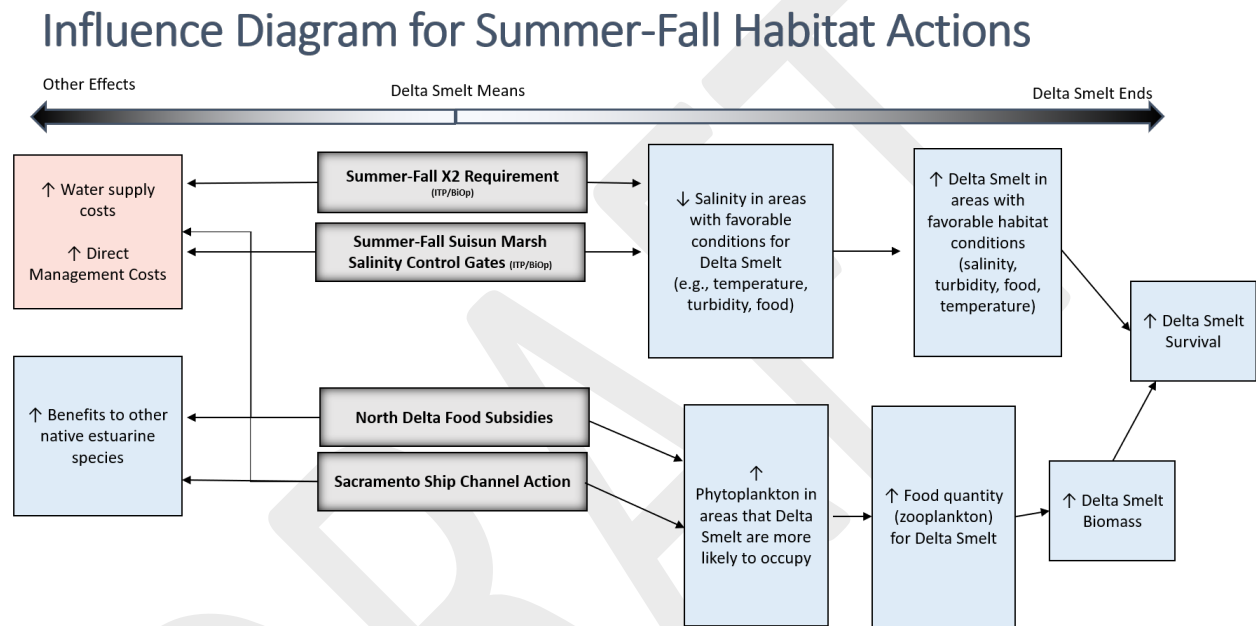 Influence Diagram for Summer-Fall Habitat Actions
Other Effects
Delta Smelt Means
Delta Smelt Ends
↑ Water supply
costs
↑ Direct
Management Costs
Summer-Fall X2 Requirement
(ITP/BiOp)
Summer-Fall Suisun Marsh
Salinity Control Gates (ITP/BiOp)
↓ Salinity in areas
with favorable
conditions for
Delta Smelt
(e.g., temperature,
turbidity, food)
↑ Delta Smelt in
areas with
favorable habitat
conditions
(salinity,
turbidity, food,
temperature)
↑ Delta Smelt
Survival
↑ Benefits to other
native estuarine
species
North Delta Food Subsidies
Sacramento Ship Channel Action
↑
Phytoplankton in
areas that Delta
Smelt are more
likely to occupy
↑ Food quantity
(zooplankton)
for Delta Smelt
↑ Delta Smelt
Biomass
DRAFT